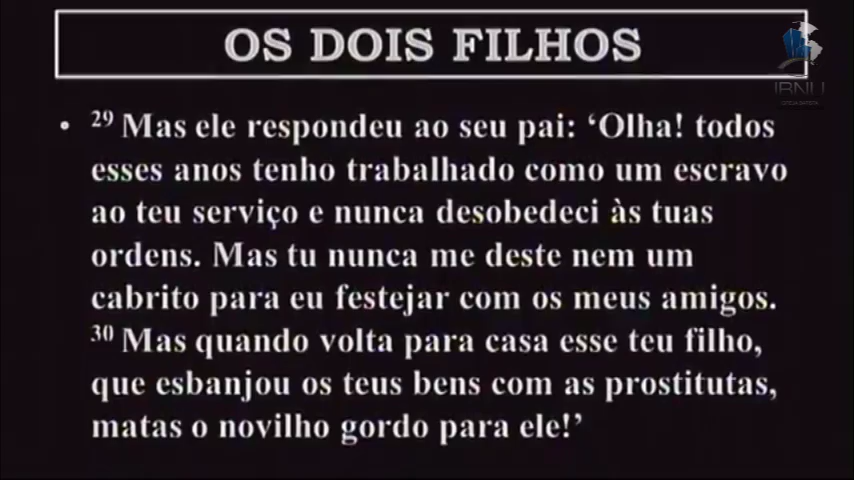 OS DOIS FILHOS
IBNU
• 29 Mas ele respondeu ao seu pai: ‘Olha! todos
esses anos tenho trabalhado como um escravo
ao teu serviço e nunca desobedeci às tuas
ordens. Mas tu nunca me deste nem um
cabrito para eu festejar com os meus amigos.
30 Mas quando volta para casa esse teu filho,
que esbanjou os teus bens com as prostitutas,
matas o novilho gordo para ele!’